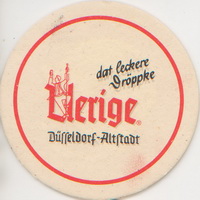 dat leckere
Dröppke
Uerige®
Düsseldorf-Altstadt